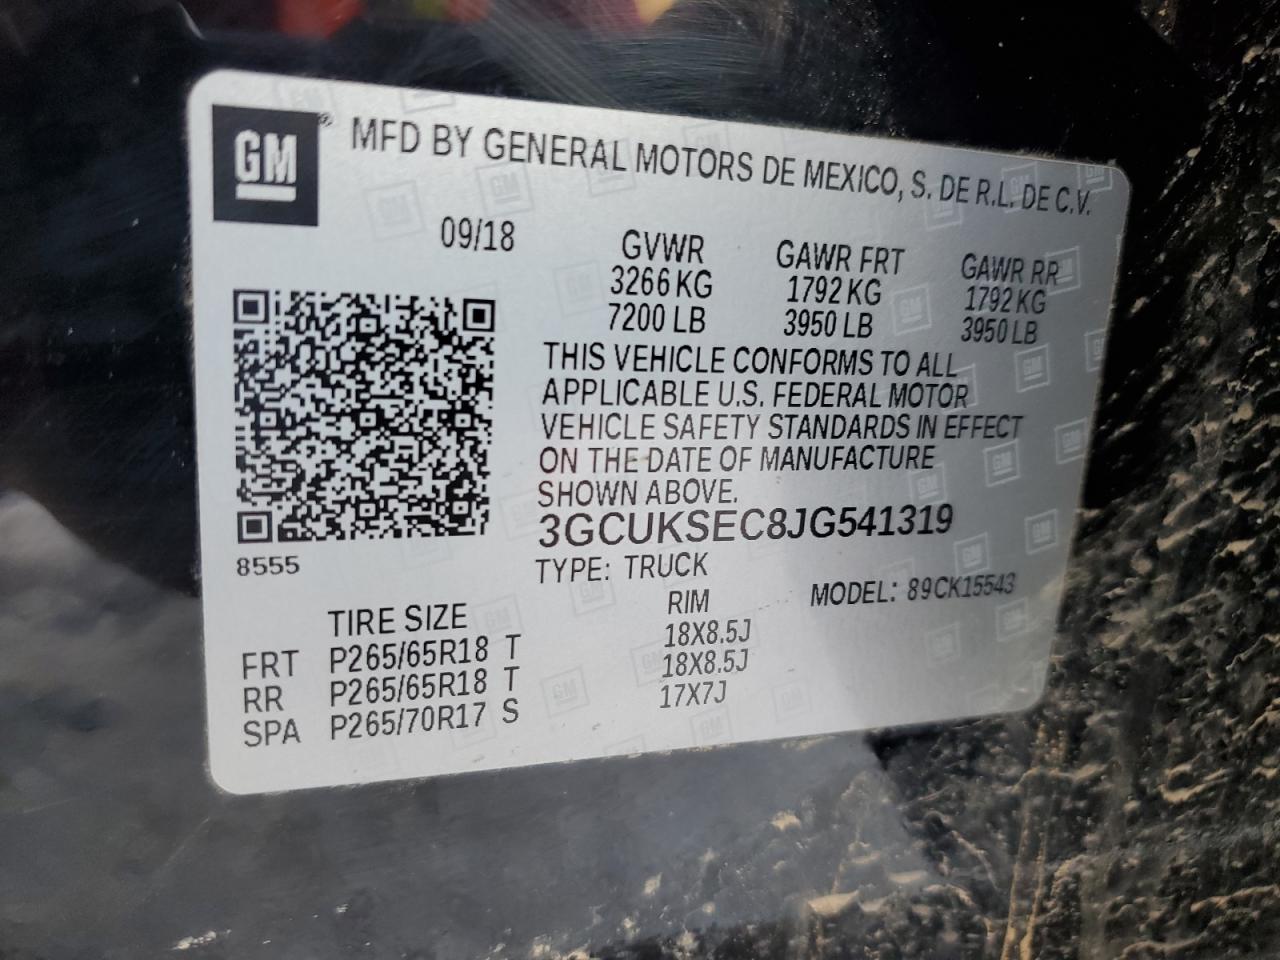 GM® MFD BY GENERAL MOTORS DE MEXICO, S. DE R.L. DE C.V.
09/18
GVWR GAWR FRT GAWR RR
3266 KG 1792 KG 1792 KG
7200 LB 3950 LB 3950 LB
THIS VEHICLE CONFORMS TO ALL
APPLICABLE U.S. FEDERAL MOTOR
VEHICLE SAFETY STANDARDS IN EFFECT
ON THE DATE OF MANUFACTURE
SHOWN ABOVE.
3GCUKSEC8JG541319
8555
TYPE: TRUCK MODEL: 89CK15543
TIRE SIZE RIM
FRT P265/65R18 T 18X8.5J
RR P265/65R18 T 18X8.5J
SPA P265/70R17 S 17X7J